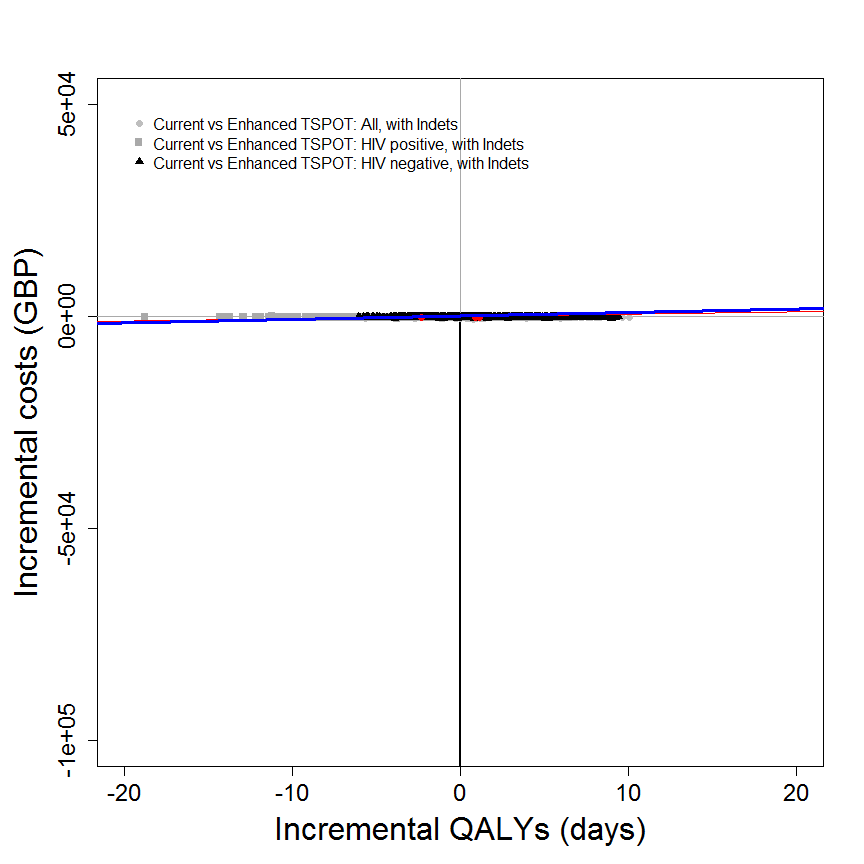 Current vs Enhanced TSPOT: All, with Indets
Current vs Enhanced TSPOT: HIV positive, with Indets
Current vs Enhanced TSPOT: HIV negative, with Indets
Incremental costs (GBP)
5e+04
0e+00
-5e+04
-1e+05
-20 -10 0 10 20
Incremental QALYs (days)